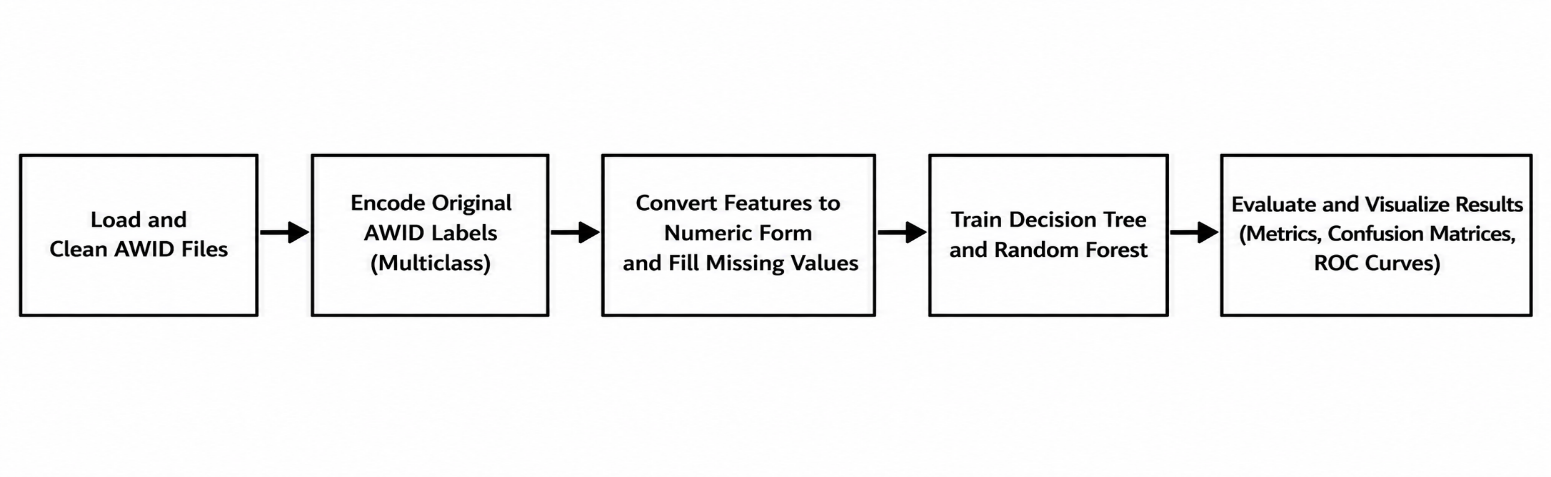 Load and
Clean AWID Files
Encode Original
AWID Labels
(Multiclass)
Convert Features to
Numeric Form
and Fill Missing Values
Train Decision Tree
and Random Forest
Evaluate and Visualize Results
(Metrics, Confusion Matrices,
ROC Curves)